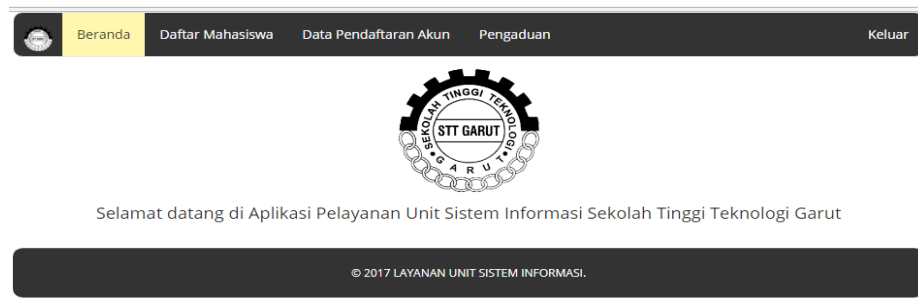 Beranda Daftar Mahasiswa Data Pendaftaran Akun Pengaduan Keluar
SEKOLAH TINGGI TEKNOLOGI
STT GARUT
GARUT
Selamat datang di Aplikasi Pelayanan Unit Sistem Informasi Sekolah Tinggi Teknologi Garut
© 2017 LAYANAN UNIT SISTEM INFORMASI.